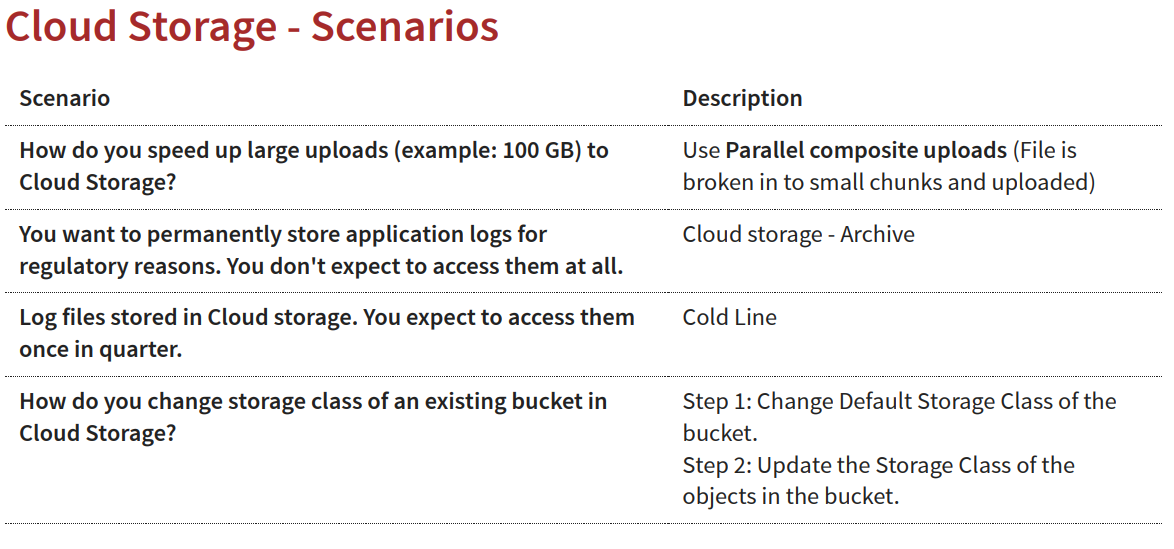 Cloud Storage - Scenarios
Scenario
Description
How do you speed up large uploads (example: 100 GB) to
Cloud Storage?
Use Parallel composite uploads (File is
broken in to small chunks and uploaded)
You want to permanently store application logs for
regulatory reasons. You don't expect to access them at all.
Cloud storage - Archive
Log files stored in Cloud storage. You expect to access them
once in quarter.
Cold Line
How do you change storage class of an existing bucket in
Cloud Storage?
Step 1: Change Default Storage Class of the
bucket.
Step 2: Update the Storage Class of the
objects in the bucket.